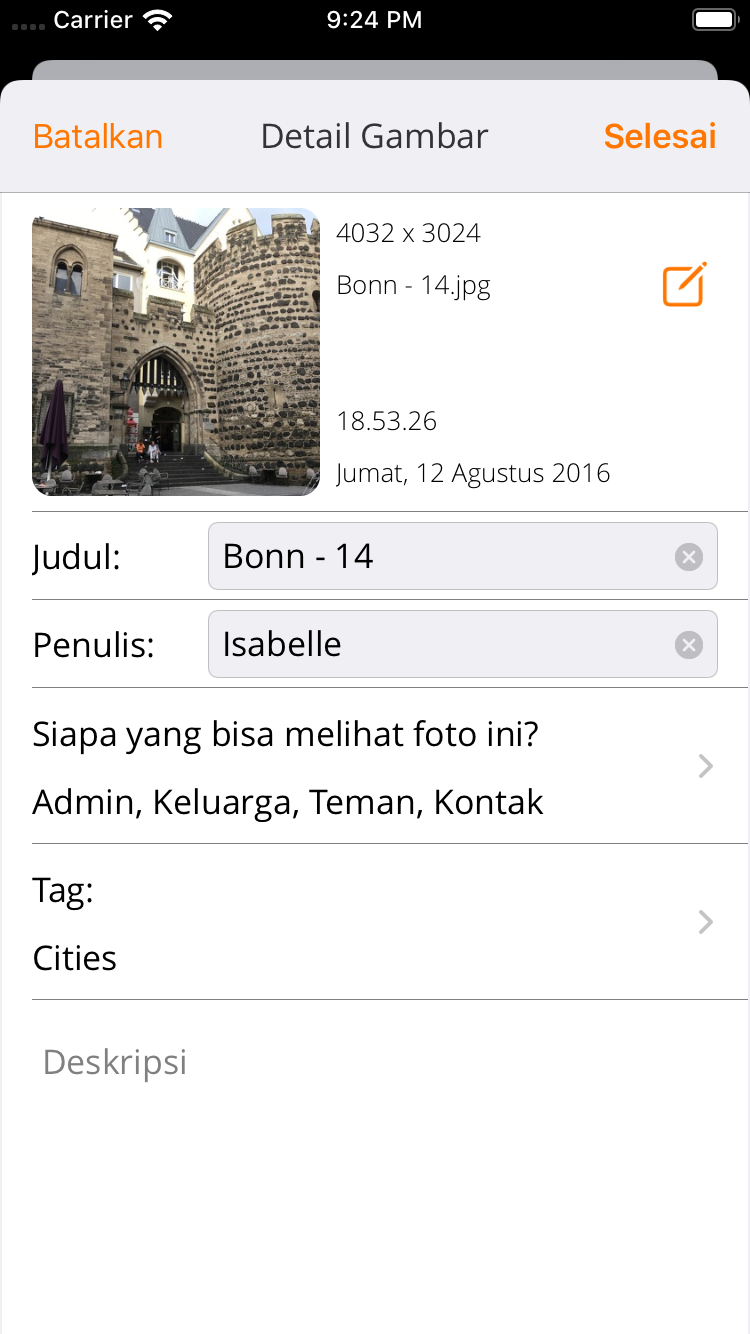 Carrier 9:24 PM
Batalkan Detail Gambar Selesai
4032 x 3024
Bonn - 14.jpg
18.53.26
Jumat, 12 Agustus 2016
Judul: Bonn - 14
Penulis: Isabelle
Siapa yang bisa melihat foto ini?
Admin, Keluarga, Teman, Kontak
Tag:
Cities
Deskripsi